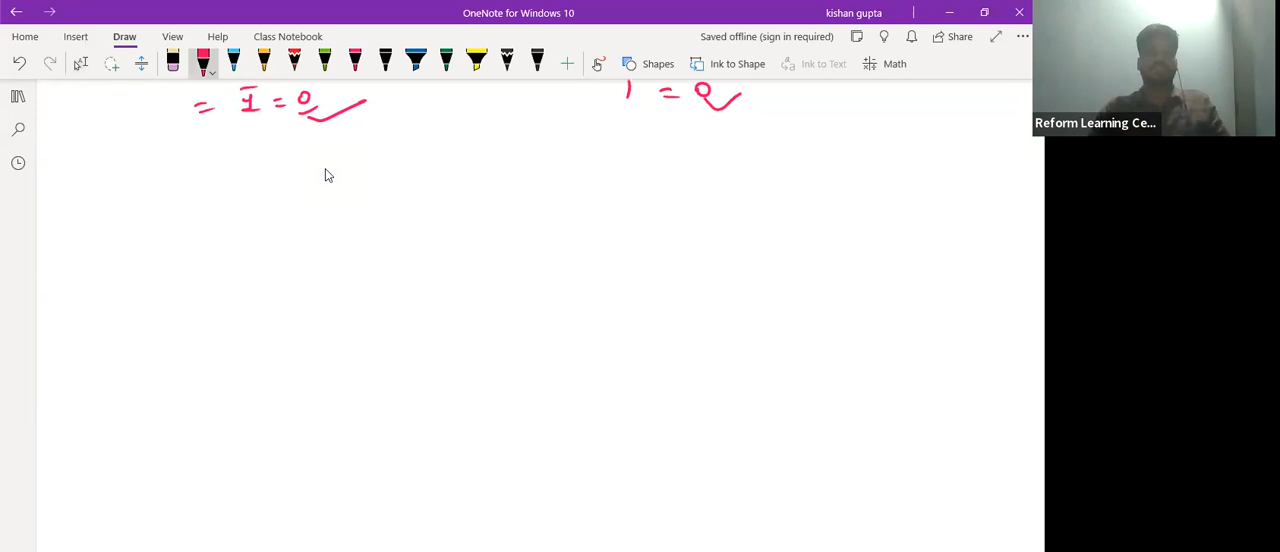 OneNote for Windows 10
kishan gupta
Home Insert Draw View Help Class Notebook
Saved offline (sign in required) Share
Shapes Ink to Shape Ink to Text Math
= 1̅ = 0
1 = 0
Reform Learning Ce...